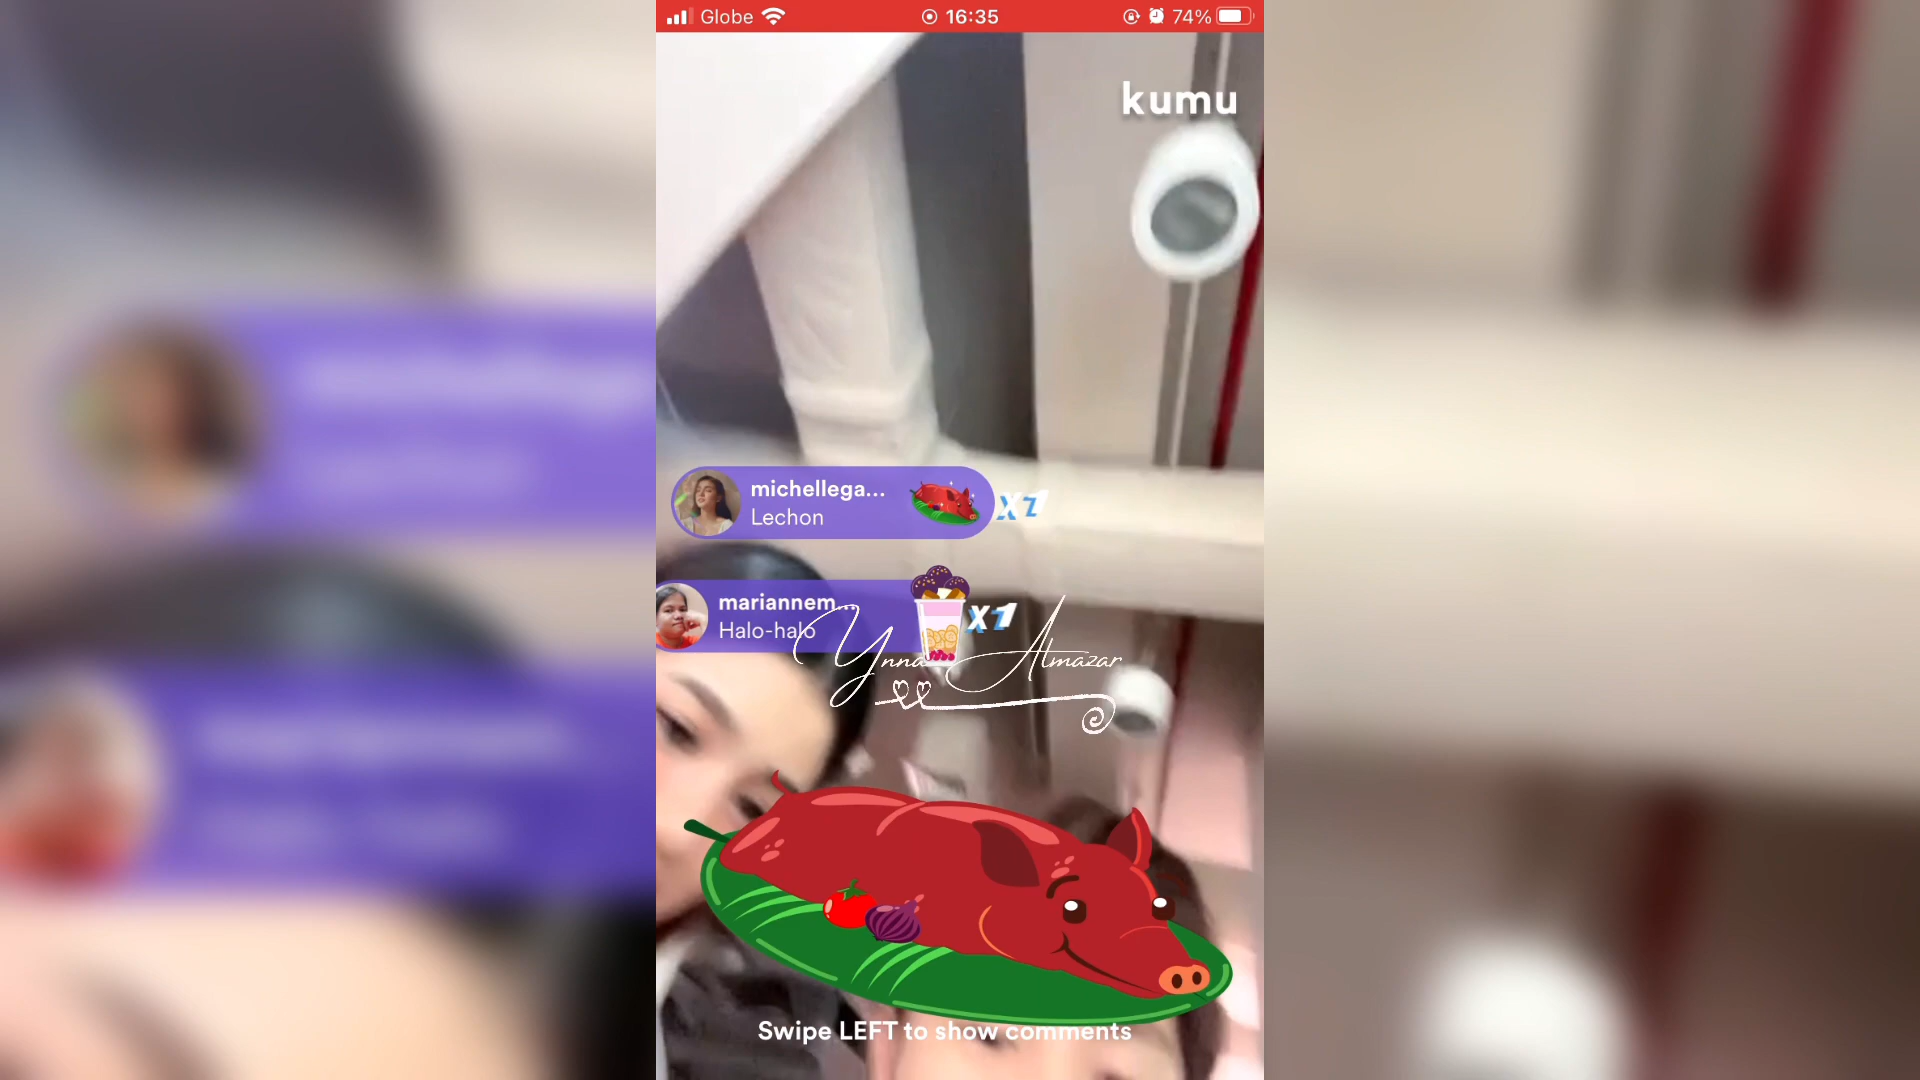 Globe
16:35
74%
kumu
michellega...
Lechon
X1
mariannem...
Halo-halo
X1
Ynna Almazar
Swipe LEFT to show comments